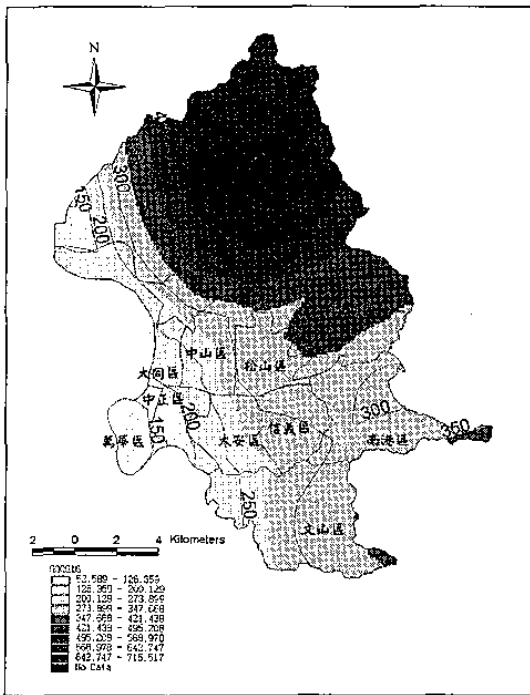 N
300
150
200
中山區
松山區
大同區
中正區
300
350
萬華區
150
200
大安區
信義區
南港區
250
文山區
2 0 2 4 Kilometers
52.589 - 126.359
126.359 - 200.129
200.129 - 273.899
273.899 - 347.668
347.668 - 421.438
421.438 - 495.208
495.208 - 568.978
568.978 - 642.747
642.747 - 715.517
No Data